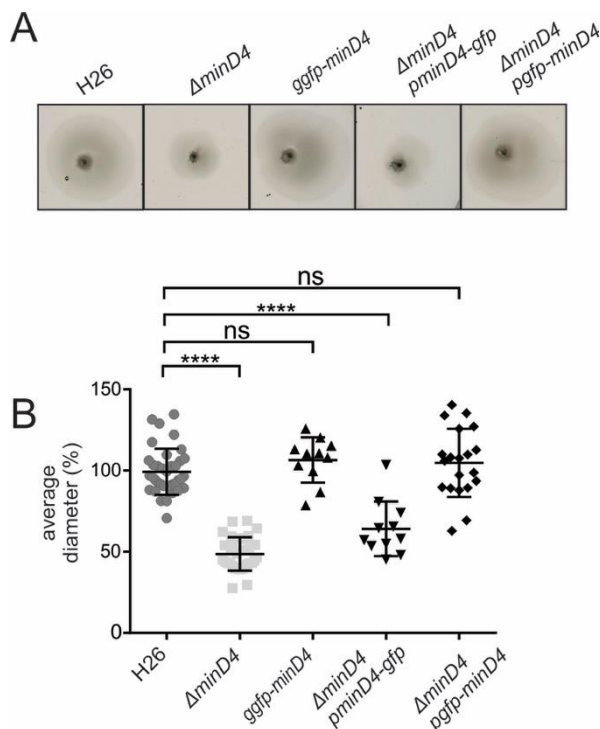 A
H26
ΔminD4
ggfp-minD4
ΔminD4
pminD4-gfp
ΔminD4
pgfp-minD4
ns
****
ns
****
B
average
diameter (%)
150
100
50
0
H26
ΔminD4
ggfp-minD4
ΔminD4
pminD4-gfp
ΔminD4
pgfp-minD4